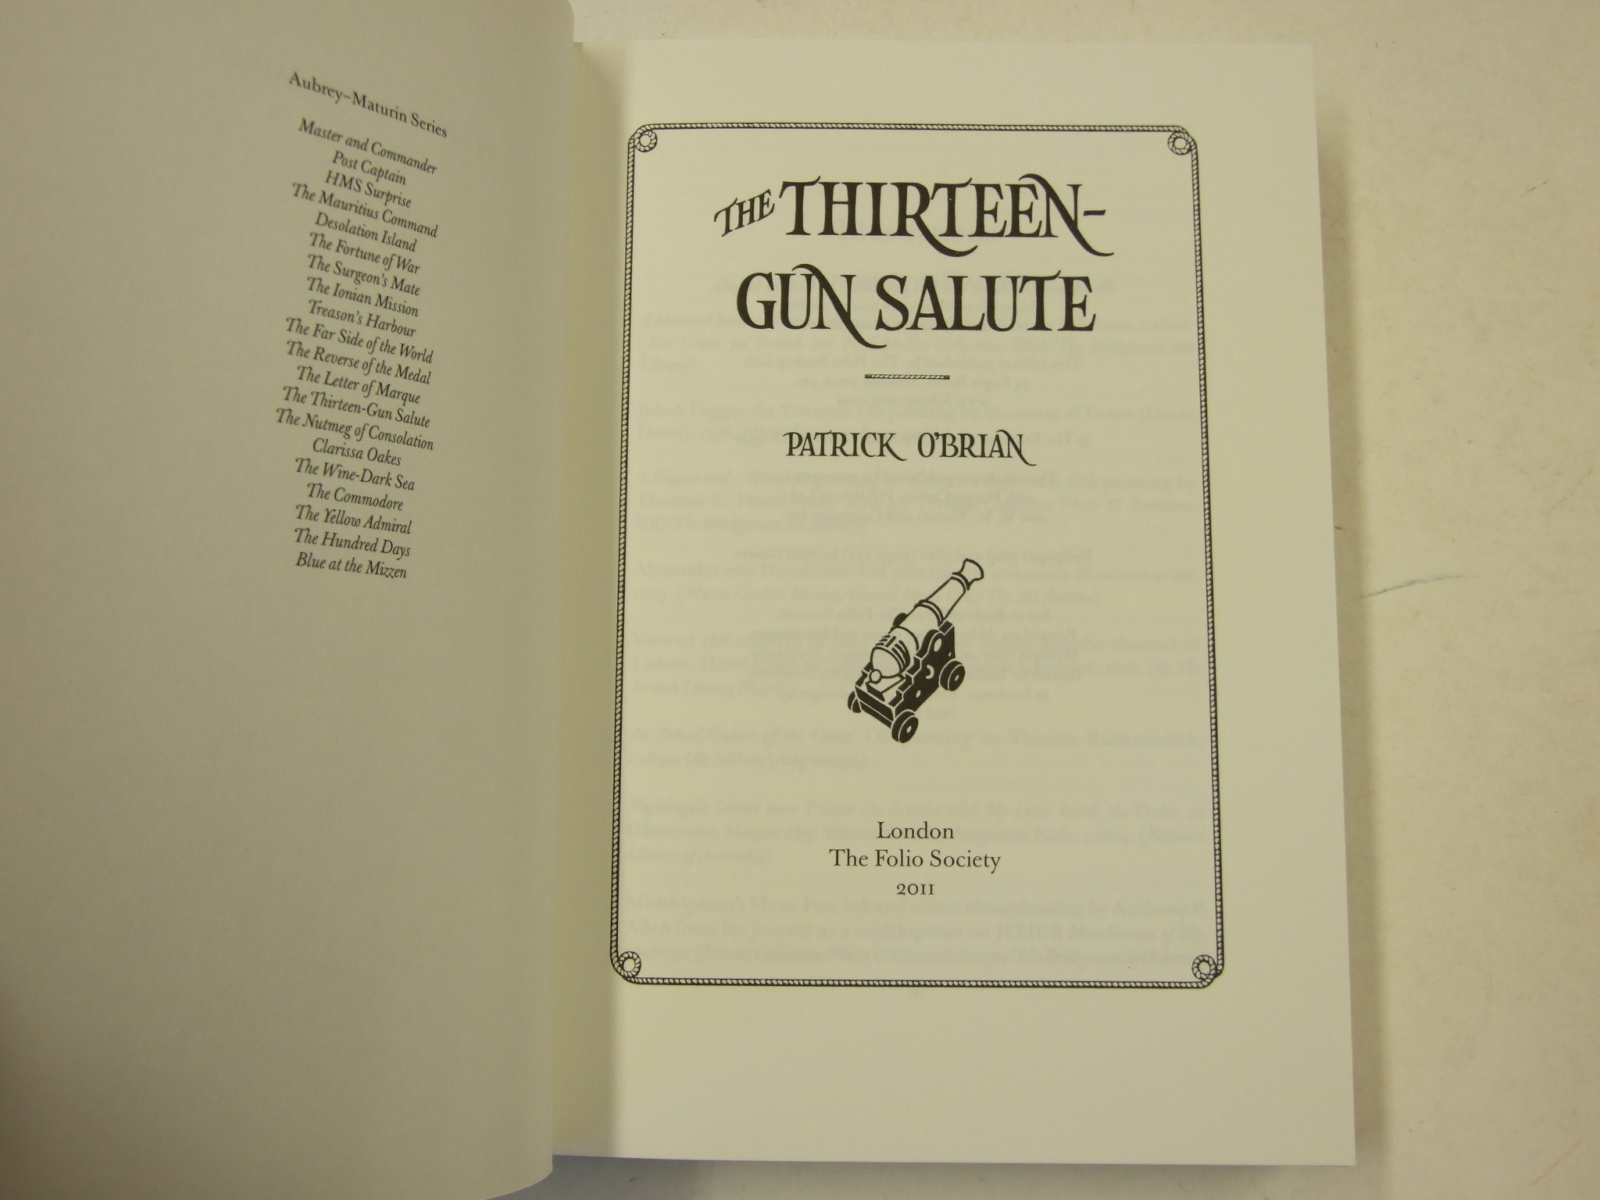 Aubrey–Maturin Series
Master and Commander
Post Captain
HMS Surprise
The Mauritius Command
Desolation Island
The Fortune of War
The Surgeon's Mate
The Ionian Mission
Treason's Harbour
The Far Side of the World
The Reverse of the Medal
The Letter of Marque
The Thirteen-Gun Salute
The Nutmeg of Consolation
Clarissa Oakes
The Wine-Dark Sea
The Commodore
The Yellow Admiral
The Hundred Days
Blue at the Mizzen
THE THIRTEEN-
GUN SALUTE
PATRICK O'BRIAN
London
The Folio Society
2011